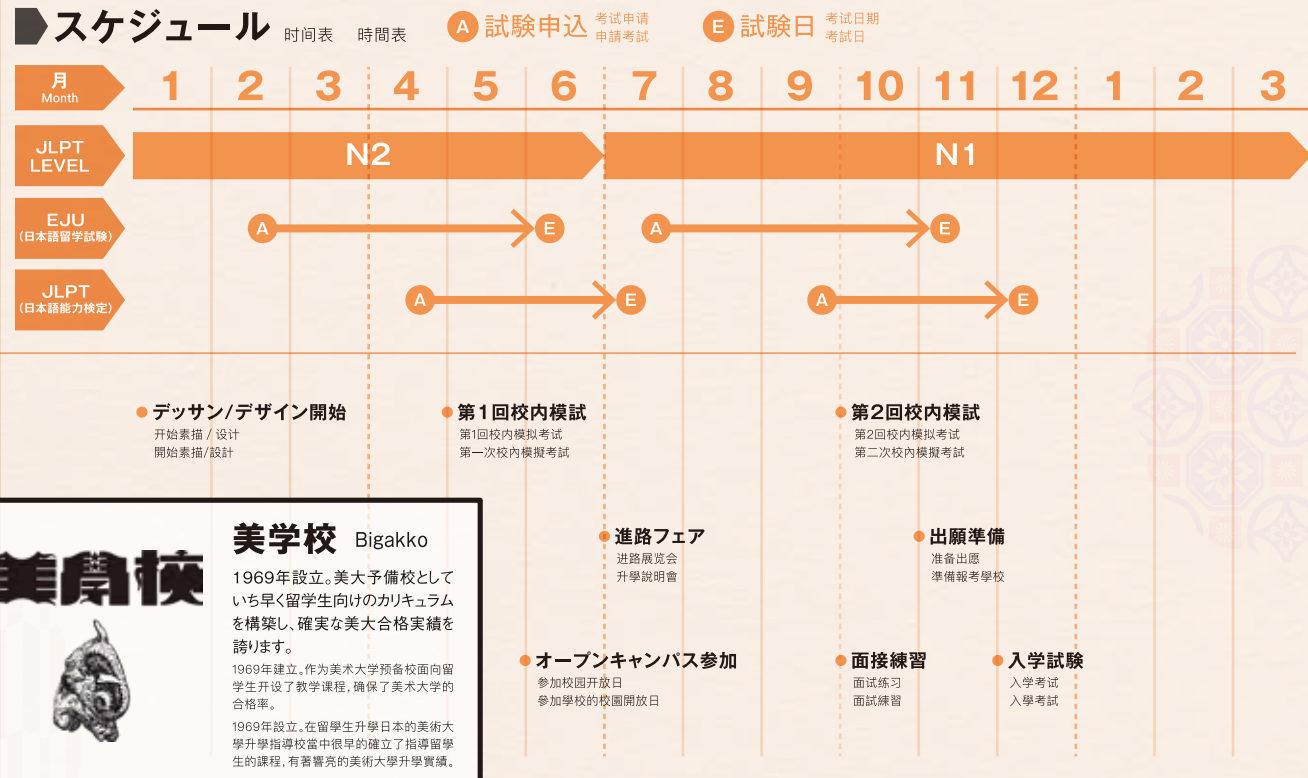 スケジュール 时间表 時間表
A 試験申込 考试申请 申請考試
E 試験日 考试日期 考試日
月 Month 1 2 3 4 5 6 7 8 9 10 11 12 1 2 3
JLPT LEVEL N2 N1
EJU
(日本語留学試験)
A E A E
JLPT
(日本語能力検定)
A E A E
デッサン/デザイン開始
开始素描 / 设计
開始素描/設計
第1回校内模試
第1回校内模拟考试
第一次校內模擬考試
第2回校内模試
第2回校内模拟考试
第二次校內模擬考試
進路フェア
进路展览会
升學說明會
出願準備
准备出愿
準備報考學校
オープンキャンパス参加
参加校园开放日
參加學校的校園開放日
面接練習
面试练习
面試練習
入学試験
入学考试
入學考試
美学校
美学校 Bigakko
1969年設立。美大予備校として
いち早く留学生向けのカリキュラム
を構築し、確実な美大合格実績を
誇ります。
1969年建立。作为美术大学预备校面向留
学生开设了教学课程,确保了美术大学的
合格率。
1969年設立。在留學生升學日本的美術大
學升學指導校當中很早的確立了指導留學
生的課程,有著響亮的美術大學升學實績。